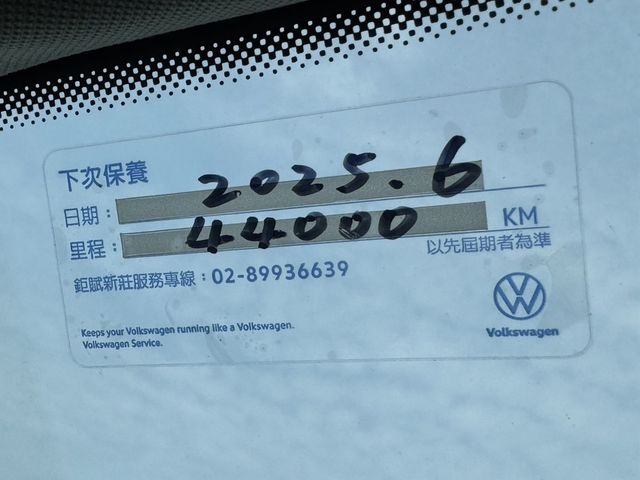 下次保養
日期： 2025.6
里程： 44000 KM
以先屆期者為準
鉅賦新莊服務專線：02-89936639
Keeps your Volkswagen running like a Volkswagen.
Volkswagen Service.
Volkswagen